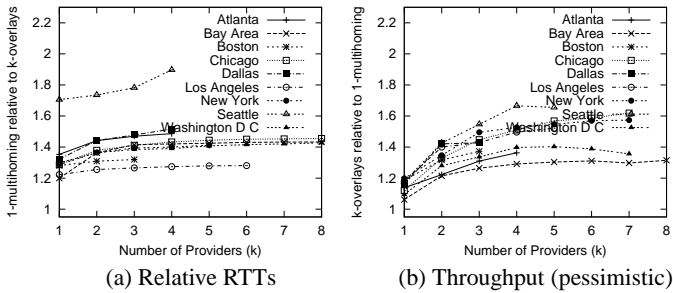 1-multihoming relative to k-overlays
2.2
2
1.8
1.6
1.4
1.2
1
Atlanta
Bay Area
Boston
Chicago
Dallas
Los Angeles
New York
Seattle
Washington D C
1 2 3 4 5 6 7 8
Number of Providers (k)
(a) Relative RTTs
k-overlays relative to 1-multihoming
2.2
2
1.8
1.6
1.4
1.2
1
Atlanta
Bay Area
Boston
Chicago
Dallas
Los Angeles
New York
Seattle
Washington D C
1 2 3 4 5 6 7 8
Number of Providers (k)
(b) Throughput (pessimistic)